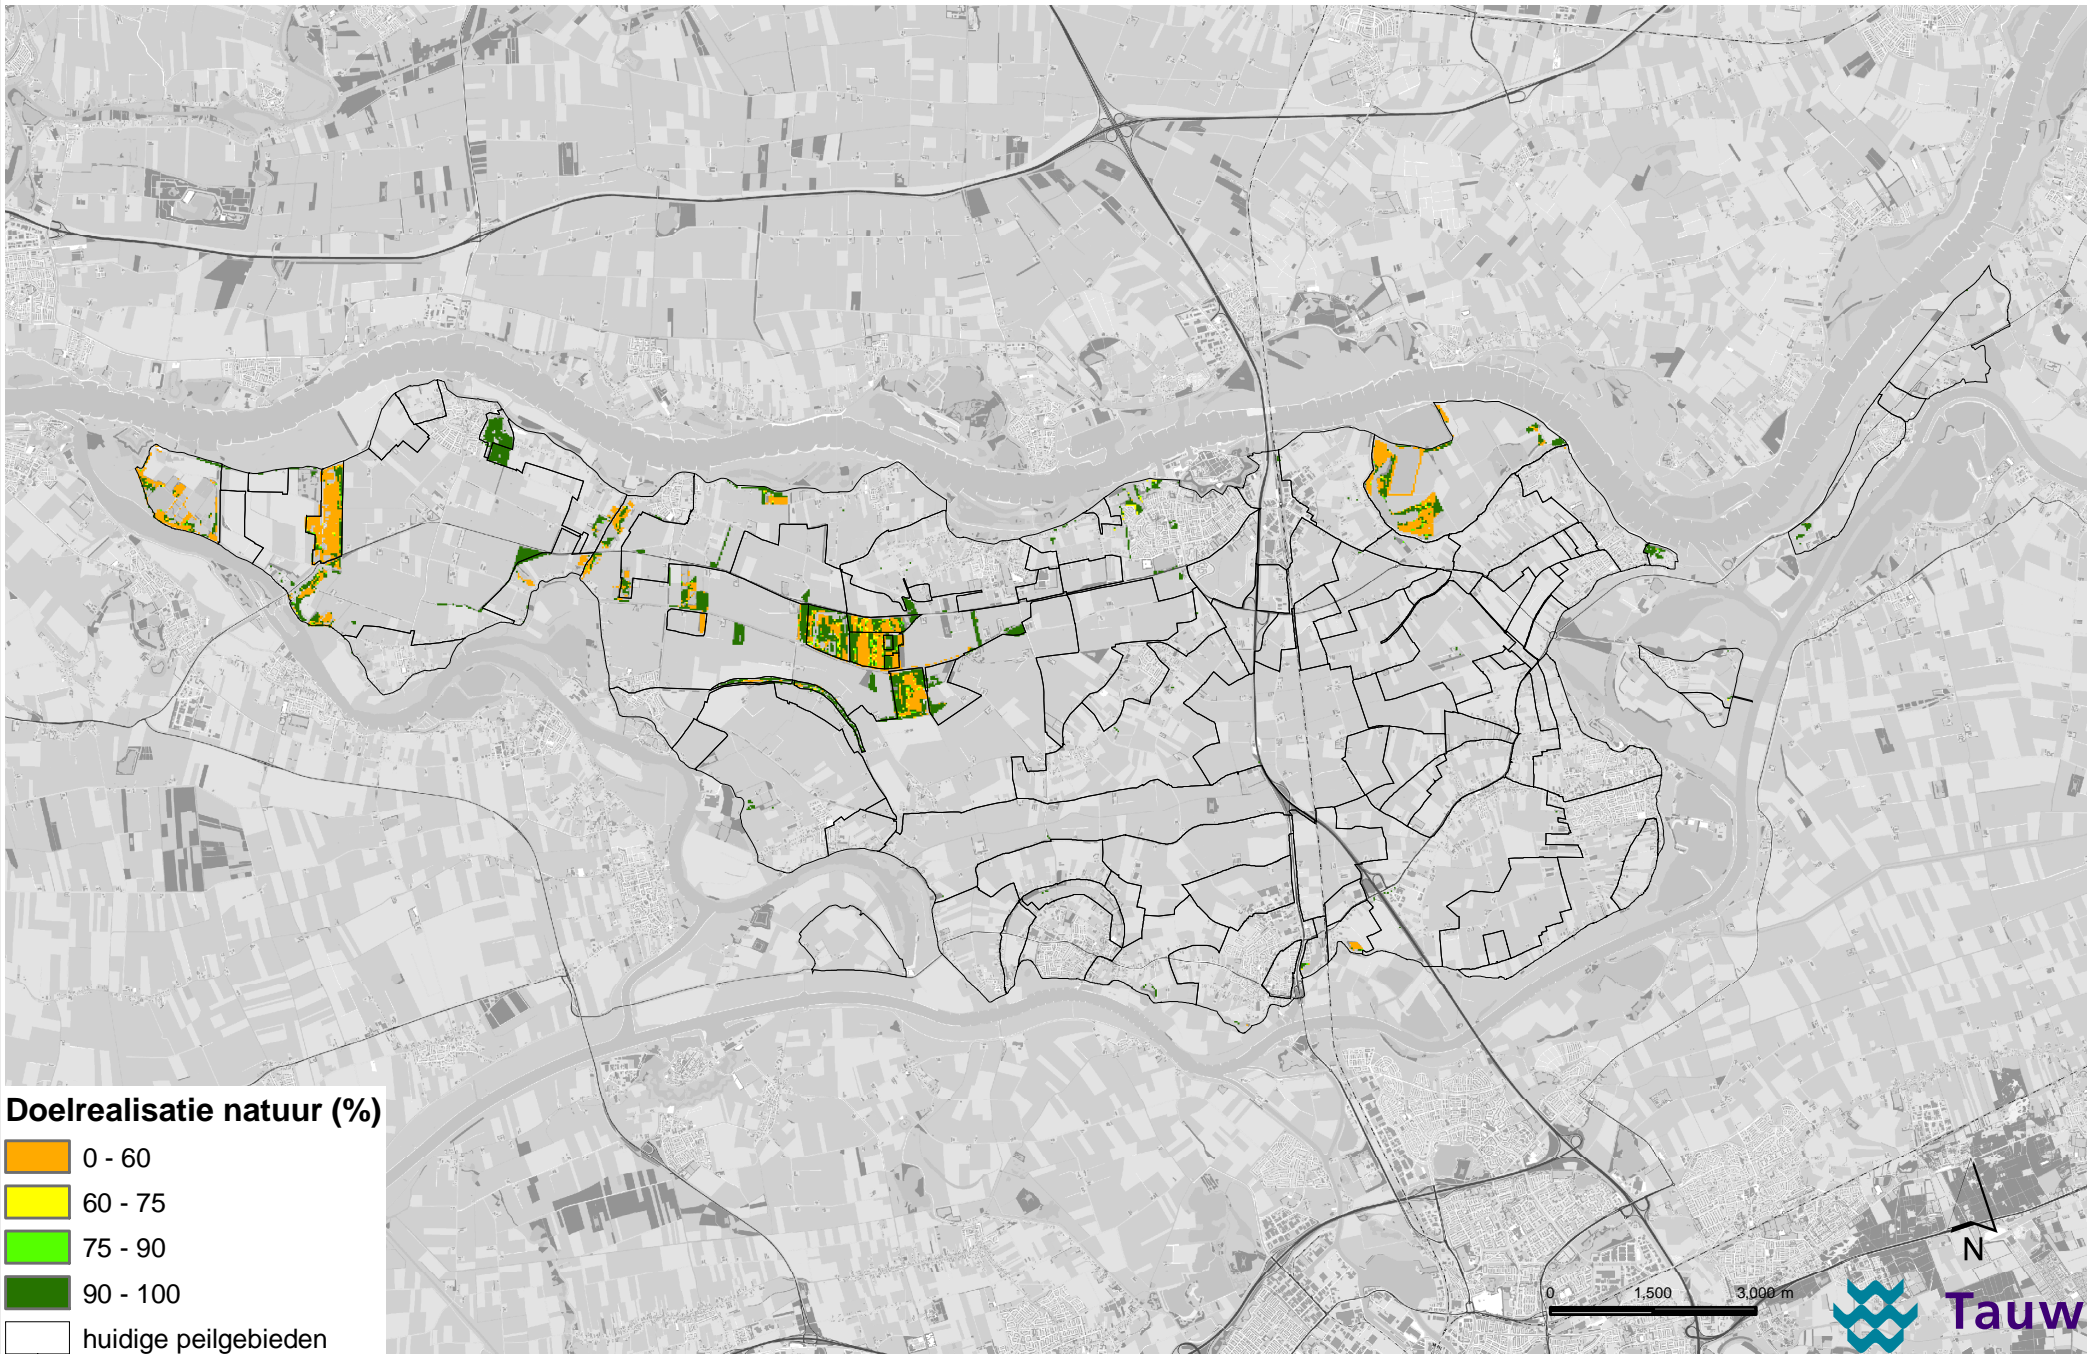 Doelrealisatie natuur (%)
0 - 60
60 - 75
75 - 90
90 - 100
huidige peilgebieden
0 1,500 3,000 m
N
Tauw